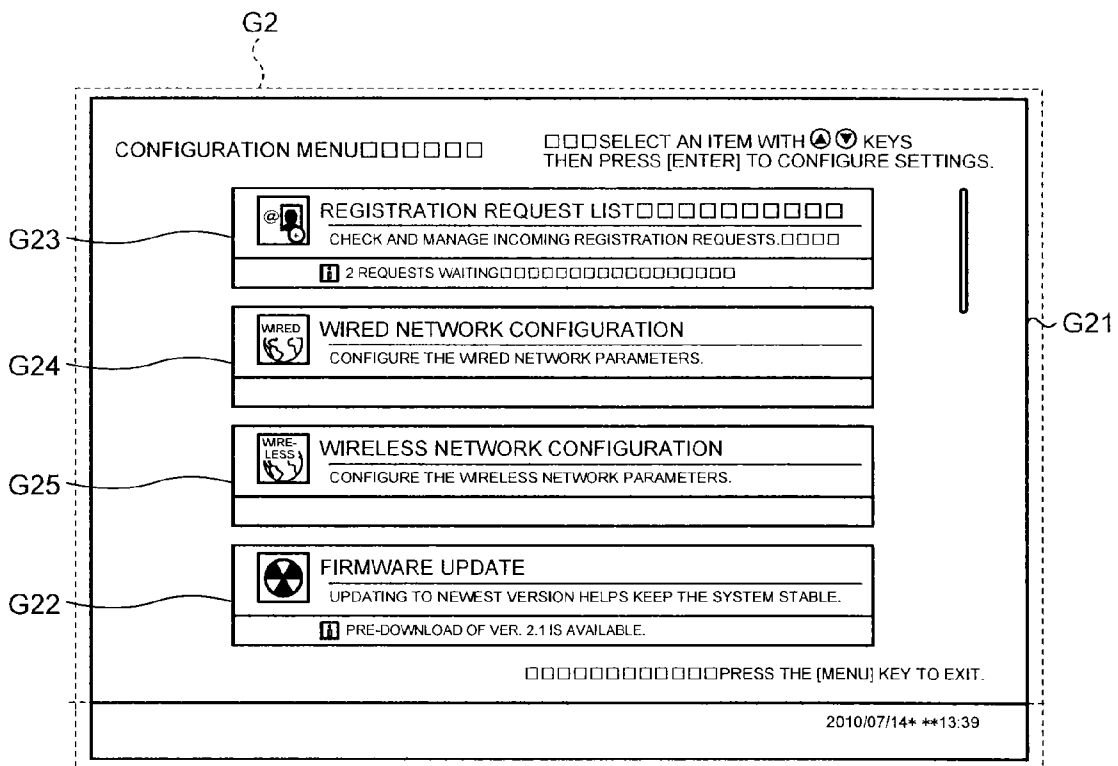 G2
CONFIGURATION MENU□□□□□□
□□□SELECT AN ITEM WITH ▲ ▼ KEYS
THEN PRESS [ENTER] TO CONFIGURE SETTINGS.
G23
@
REGISTRATION REQUEST LIST□□□□□□□□□□
CHECK AND MANAGE INCOMING REGISTRATION REQUESTS.□□□□
i 2 REQUESTS WAITING□□□□□□□□□□□□□□□□□
G21
G24
WIRED
WIRED NETWORK CONFIGURATION
CONFIGURE THE WIRED NETWORK PARAMETERS.
G25
WIRE-
LESS
WIRELESS NETWORK CONFIGURATION
CONFIGURE THE WIRELESS NETWORK PARAMETERS.
G22
FIRMWARE UPDATE
UPDATING TO NEWEST VERSION HELPS KEEP THE SYSTEM STABLE.
i PRE-DOWNLOAD OF VER. 2.1 IS AVAILABLE.
□□□□□□□□□□□□PRESS THE [MENU] KEY TO EXIT.
2010/07/14* **13:39